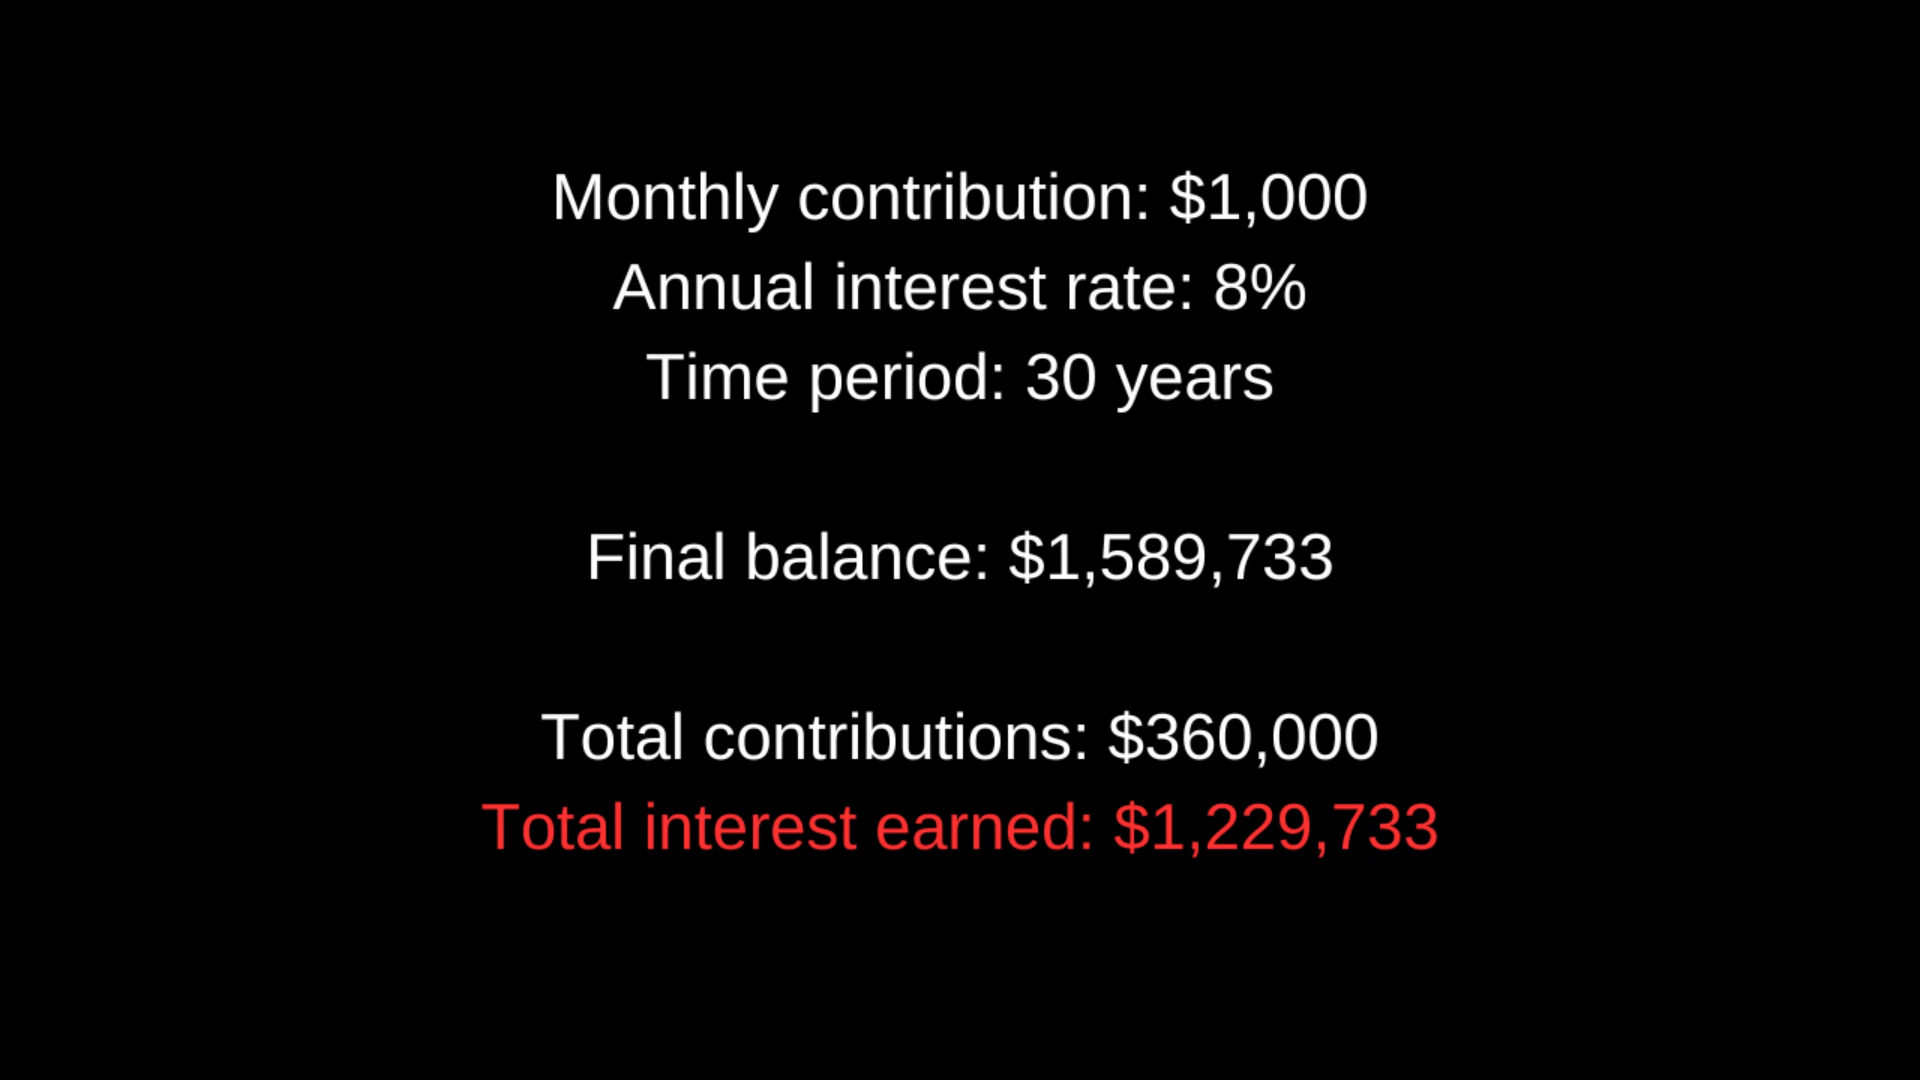 Monthly contribution: $1,000
Annual interest rate: 8%
Time period: 30 years
Final balance: $1,589,733
Total contributions: $360,000
Total interest earned: $1,229,733